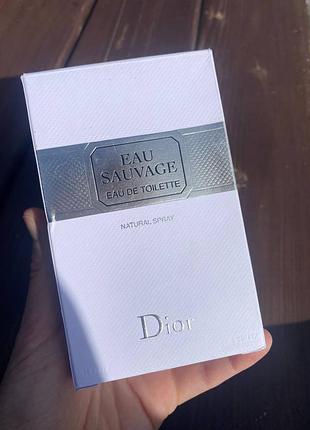 EAU
SAUVAGE
EAU DE TOILETTE
NATURAL SPRAY
Dior